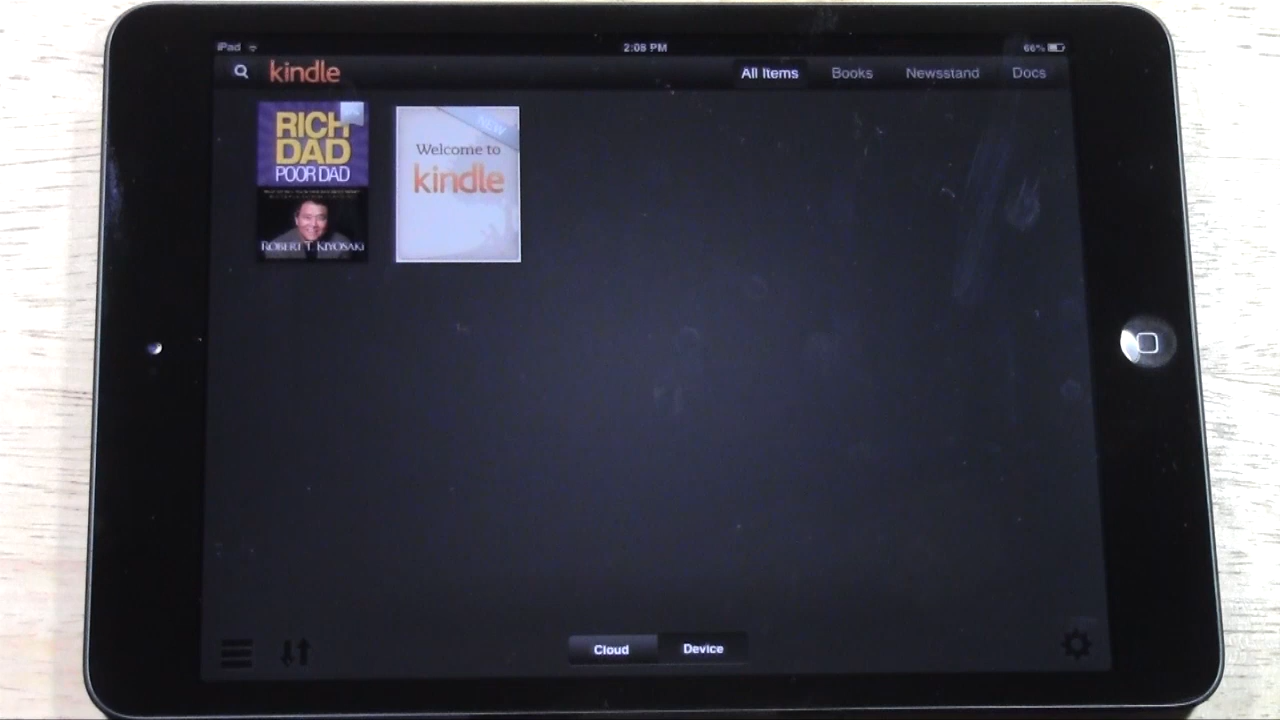 iPad 2:08 PM 66%
kindle All Items Books Newsstand Docs
RICH
DAD
POOR DAD
ROBERT T. KIYOSAKI
NEW
Welcome to
kindle
Cloud Device